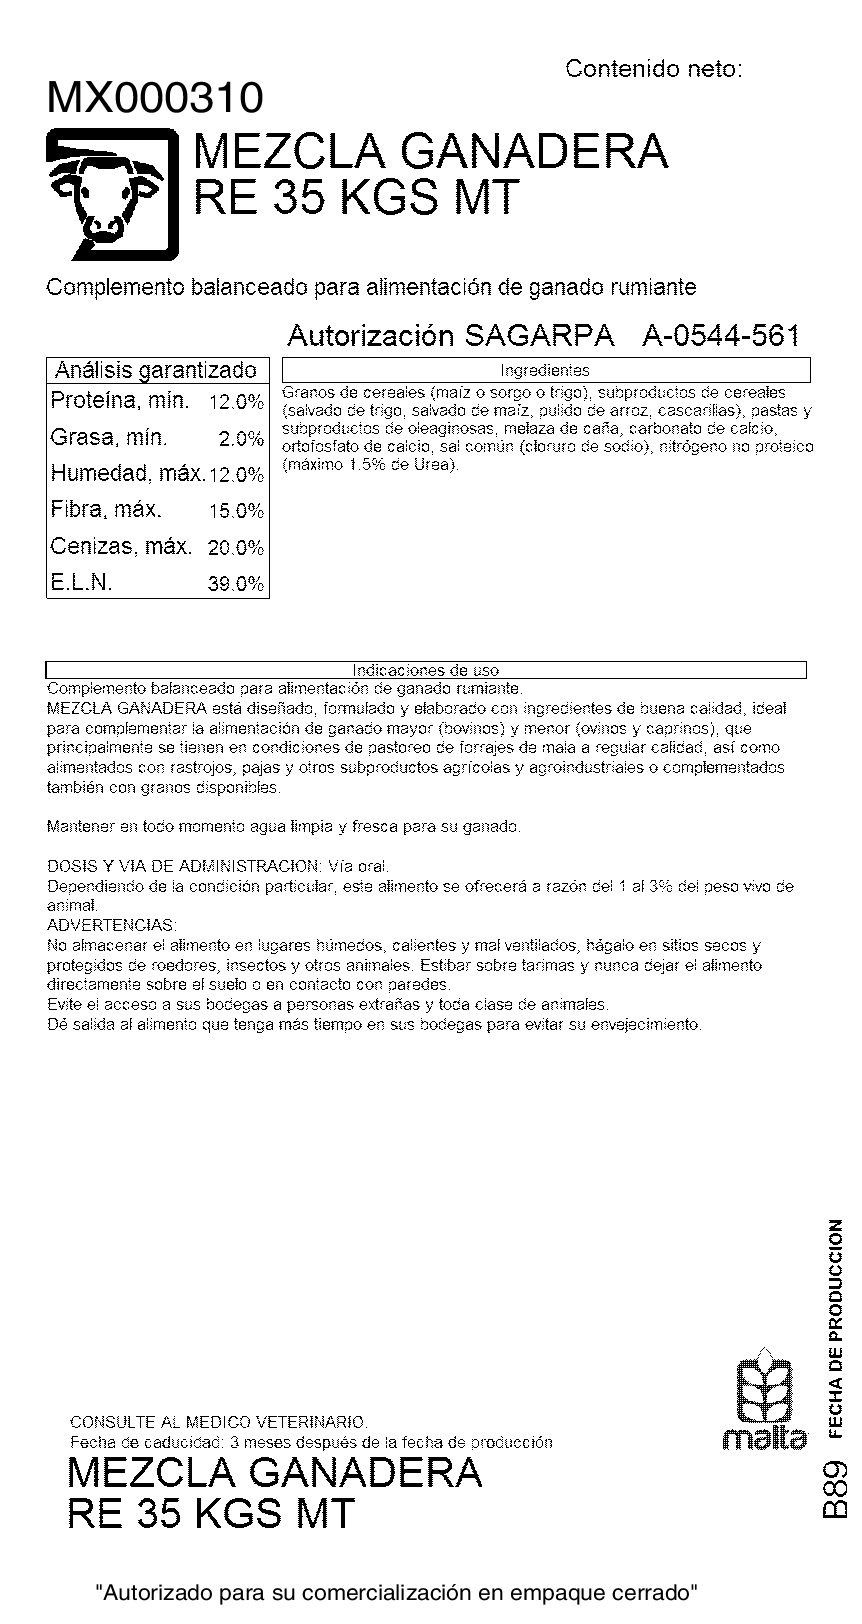 Contenido neto:
MX000310
MEZCLA GANADERA
RE 35 KGS MT
Complemento balanceado para alimentación de ganado rumiante
Autorización SAGARPA A-0544-561
Análisis garantizado
Proteína, mín. 12.0%
Grasa, mín. 2.0%
Humedad, máx. 12.0%
Fibra, máx. 15.0%
Cenizas, máx. 20.0%
E.L.N. 39.0%
Ingredientes
Granos de cereales (maíz o sorgo o trigo), subproductos de cereales
(salvado de trigo, salvado de maíz, pulido de arroz, cascarillas), pastas y
subproductos de oleaginosas, melaza de caña, carbonato de calcio,
ortofosfato de calcio, sal común (cloruro de sodio), nitrógeno no proteico
(máximo 1.5% de Urea).
Indicaciones de uso
Complemento balanceado para alimentación de ganado rumiante.
MEZCLA GANADERA está diseñado, formulado y elaborado con ingredientes de buena calidad, ideal
para complementar la alimentación de ganado mayor (bovinos) y menor (ovinos y caprinos), que
principalmente se tienen en condiciones de pastoreo de forrajes de mala a regular calidad, así como
alimentados con rastrojos, pajas y otros subproductos agrícolas y agroindustriales o complementados
también con granos disponibles.
Mantener en todo momento agua limpia y fresca para su ganado.
DOSIS Y VIA DE ADMINISTRACION: Vía oral.
Dependiendo de la condición particular, este alimento se ofrecerá a razón del 1 al 3% del peso vivo de
animal.
ADVERTENCIAS:
No almacenar el alimento en lugares húmedos, calientes y mal ventilados, hágalo en sitios secos y
protegidos de roedores, insectos y otros animales. Estibar sobre tarimas y nunca dejar el alimento
directamente sobre el suelo o en contacto con paredes.
Evite el acceso a sus bodegas a personas extrañas y toda clase de animales.
Dé salida al alimento que tenga más tiempo en sus bodegas para evitar su envejecimiento.
FECHA DE PRODUCCION
B89
malta
CONSULTE AL MEDICO VETERINARIO.
Fecha de caducidad: 3 meses después de la fecha de producción
MEZCLA GANADERA
RE 35 KGS MT
"Autorizado para su comercialización en empaque cerrado"